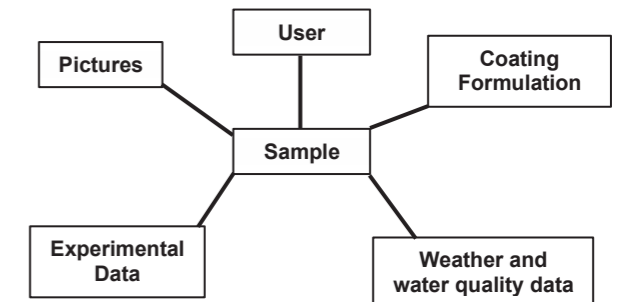 User
Pictures
Coating
Formulation
Sample
Experimental
Data
Weather and
water quality data